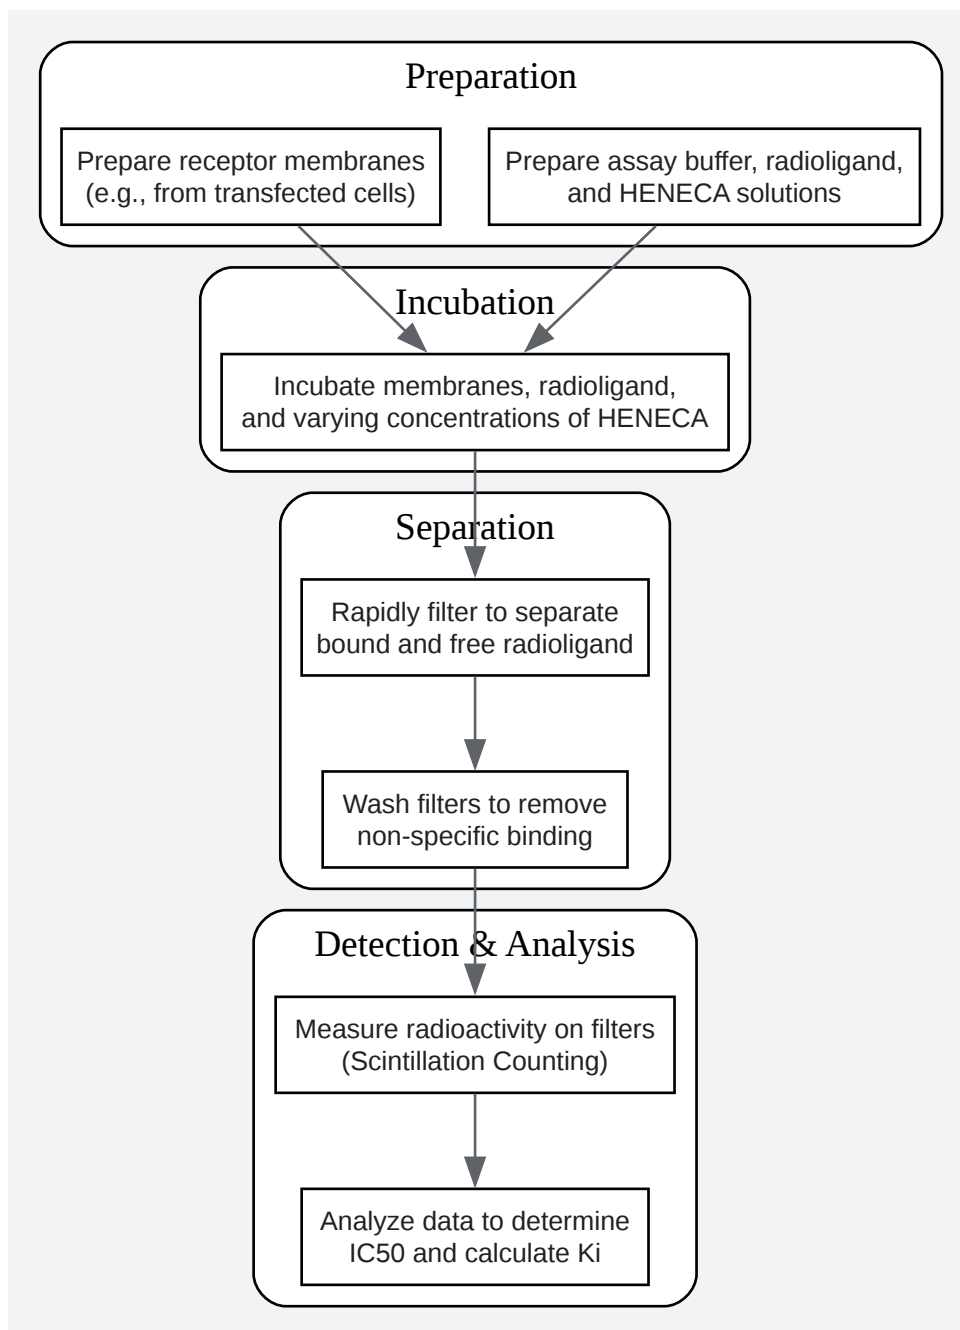 Preparation
Prepare receptor membranes
(e.g., from transfected cells)
Prepare assay buffer, radioligand,
and HENECA solutions
Incubation
Incubate membranes, radioligand,
and varying concentrations of HENECA
Separation
Rapidly filter to separate
bound and free radioligand
Wash filters to remove
non-specific binding
Detection & Analysis
Measure radioactivity on filters
(Scintillation Counting)
Analyze data to determine
IC50 and calculate Ki